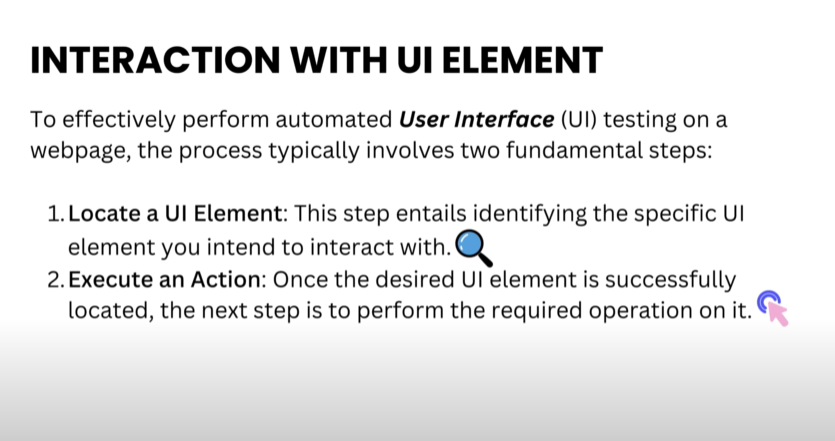 INTERACTION WITH UI ELEMENT
To effectively perform automated User Interface (UI) testing on a
webpage, the process typically involves two fundamental steps:
1. Locate a UI Element: This step entails identifying the specific UI
element you intend to interact with.
2. Execute an Action: Once the desired UI element is successfully
located, the next step is to perform the required operation on it.